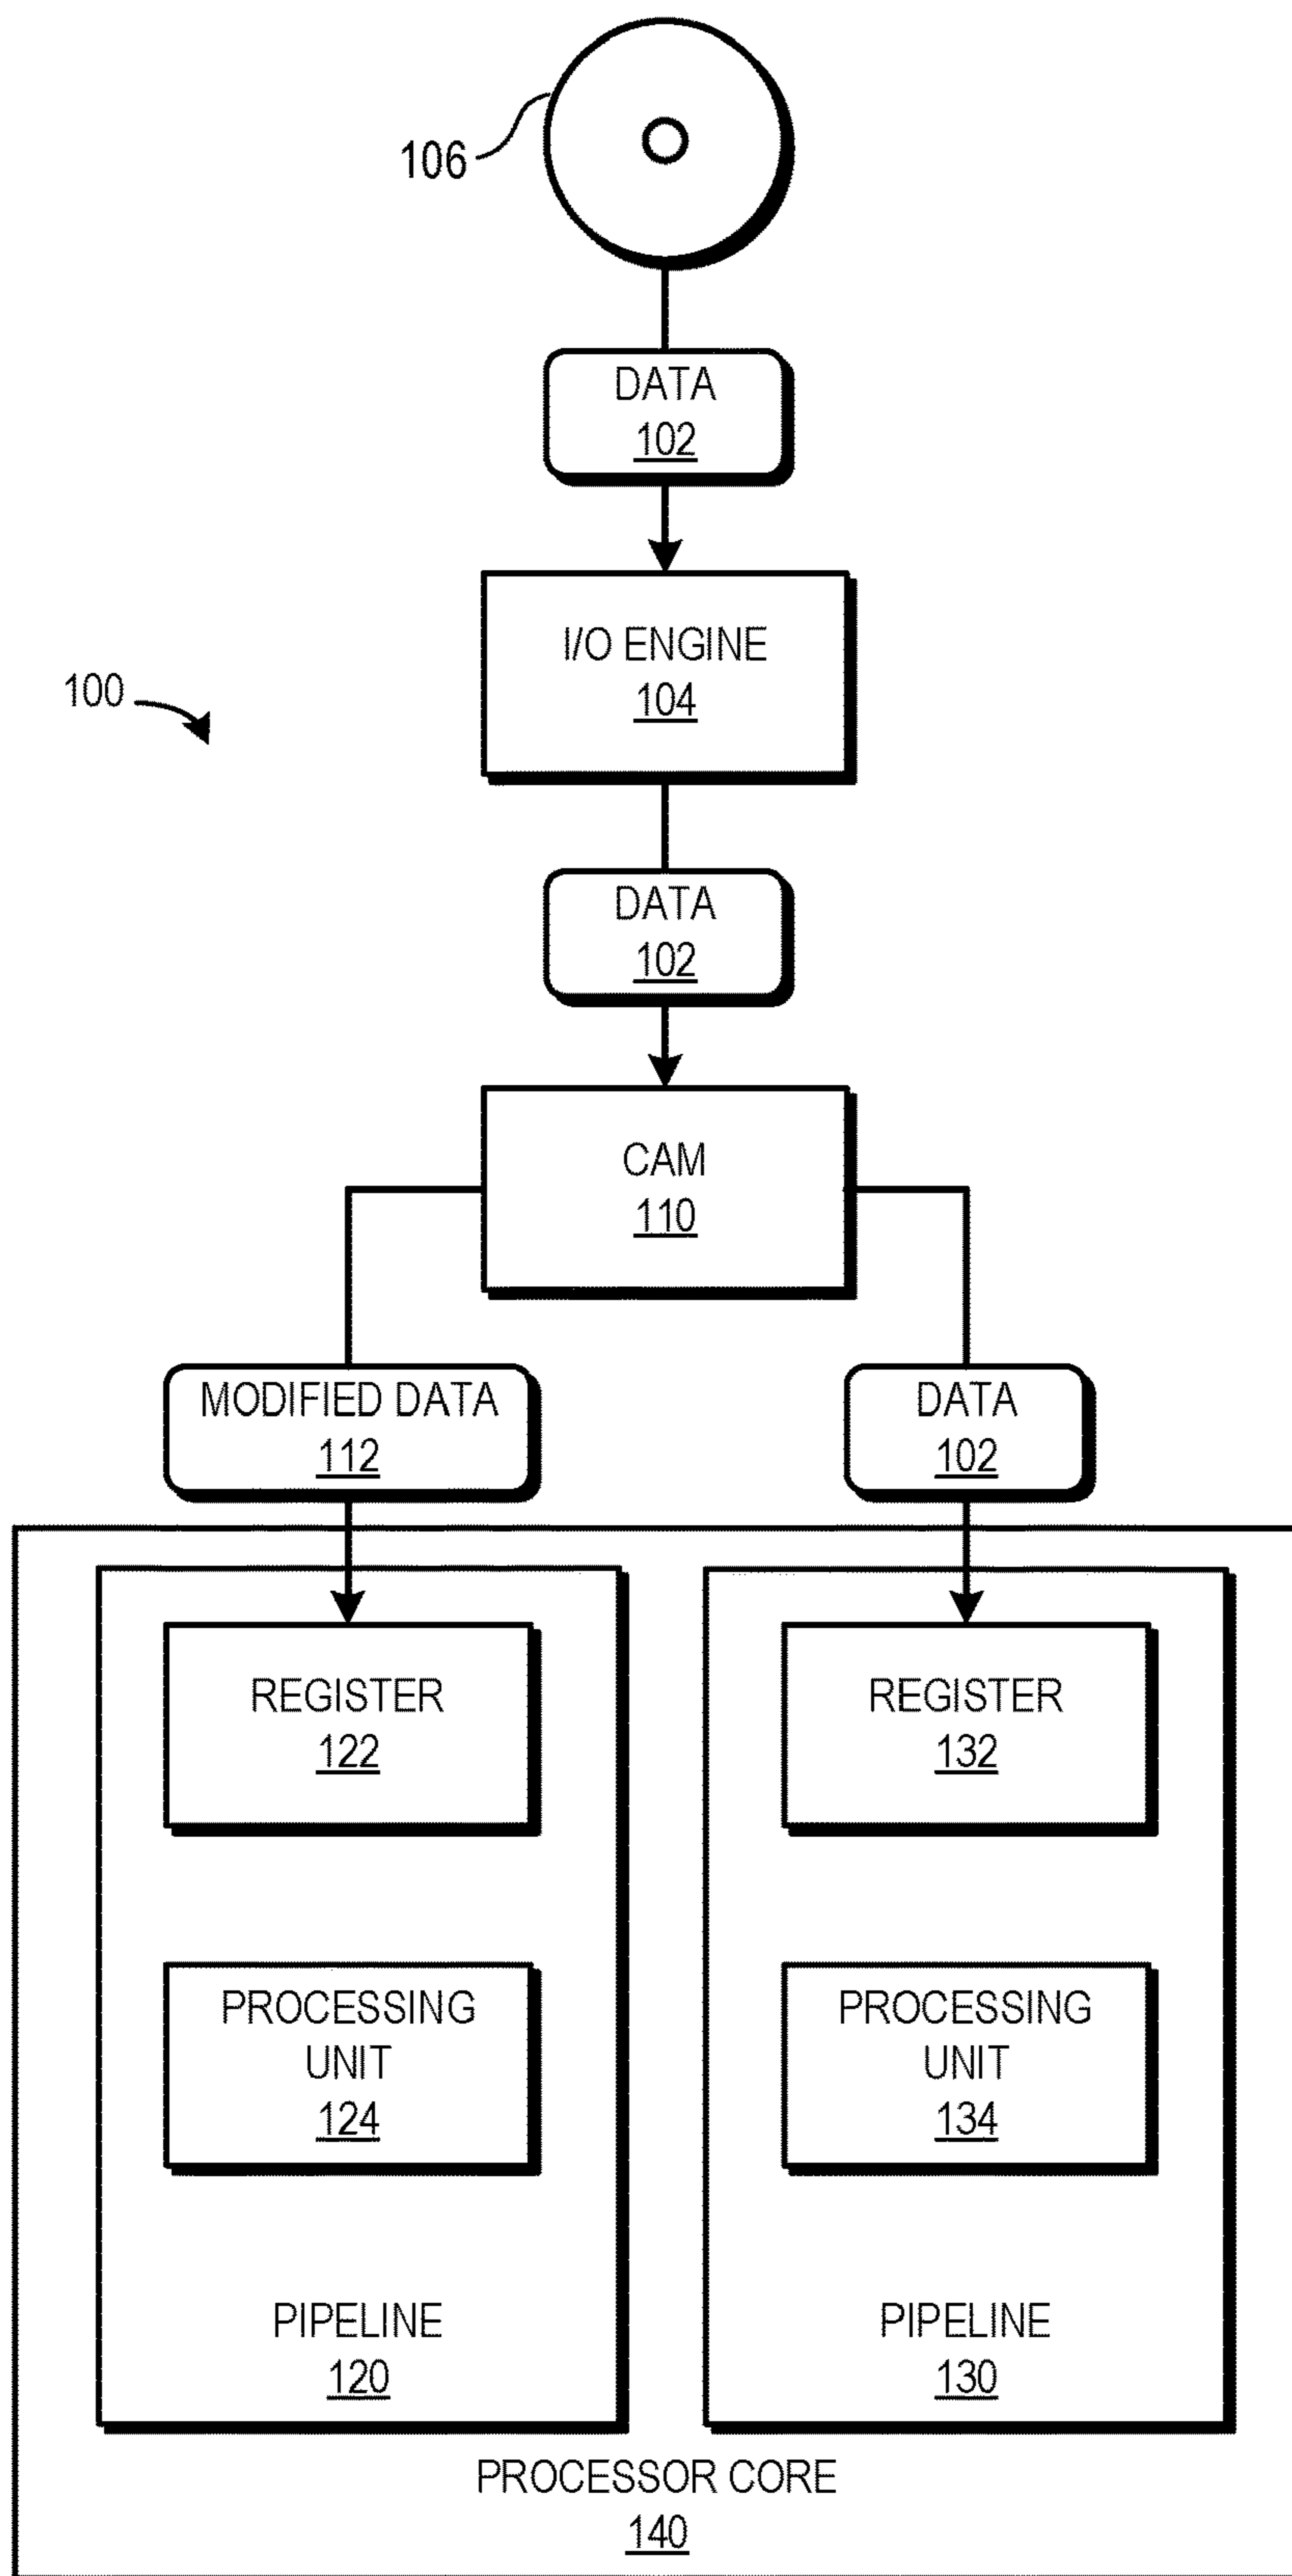 106
DATA
102
I/O ENGINE
104
100
DATA
102
CAM
110
MODIFIED DATA
112
DATA
102
REGISTER
122
REGISTER
132
PROCESSING
UNIT
124
PROCESSING
UNIT
134
PIPELINE
120
PIPELINE
130
PROCESSOR CORE
140